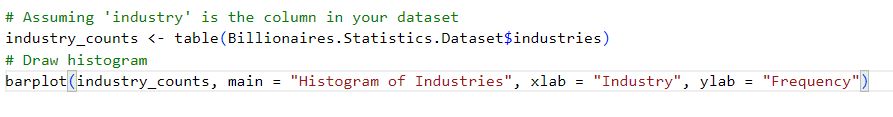 # Assuming 'industry' is the column in your dataset
industry_counts <- table(Billionaires.Statistics.Dataset$industries)
# Draw histogram
barplot(industry_counts, main = "Histogram of Industries", xlab = "Industry", ylab = "Frequency")